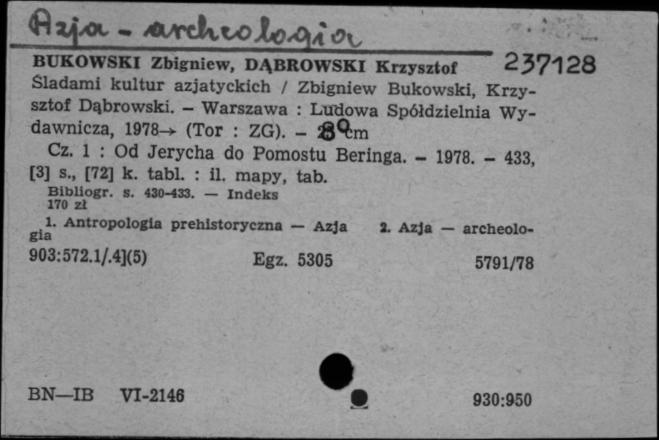 Azja - archeologia
BUKOWSKI Zbigniew, DĄBROWSKI Krzysztof 237128
Śladami kultur azjatyckich / Zbigniew Bukowski, Krzy-
sztof Dąbrowski. — Warszawa : Ludowa Spółdzielnia Wy-
dawnicza, 1978→ (Tor : ZG). — cm
Cz. 1 : Od Jerycha do Pomostu Beringa. — 1978. — 433,
[3] s., [72] k. tabl. : il. mapy, tab.
Bibliogr. s. 430-433. — Indeks
170 zł
1. Antropologia prehistoryczna — Azja 2. Azja — archeolo-
gia
903:572.1/.4](5) Egz. 5305 5791/78
BN—IB VI-2146 930:950